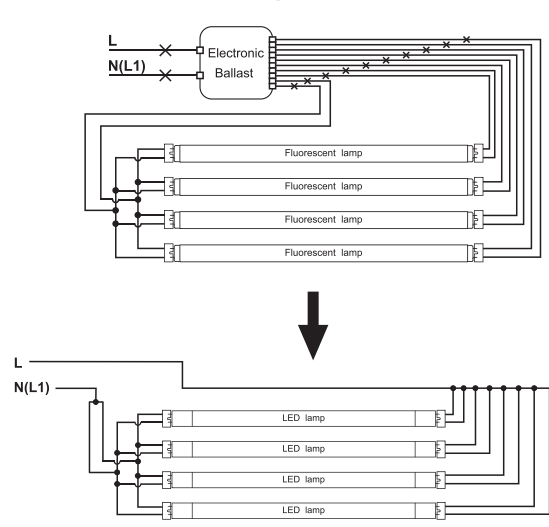 L
Electronic
N(L1)
Ballast
Fluorescent lamp
Fluorescent lamp
Fluorescent lamp
Fluorescent lamp
L
N(L1)
LED lamp
LED lamp
LED lamp
LED lamp